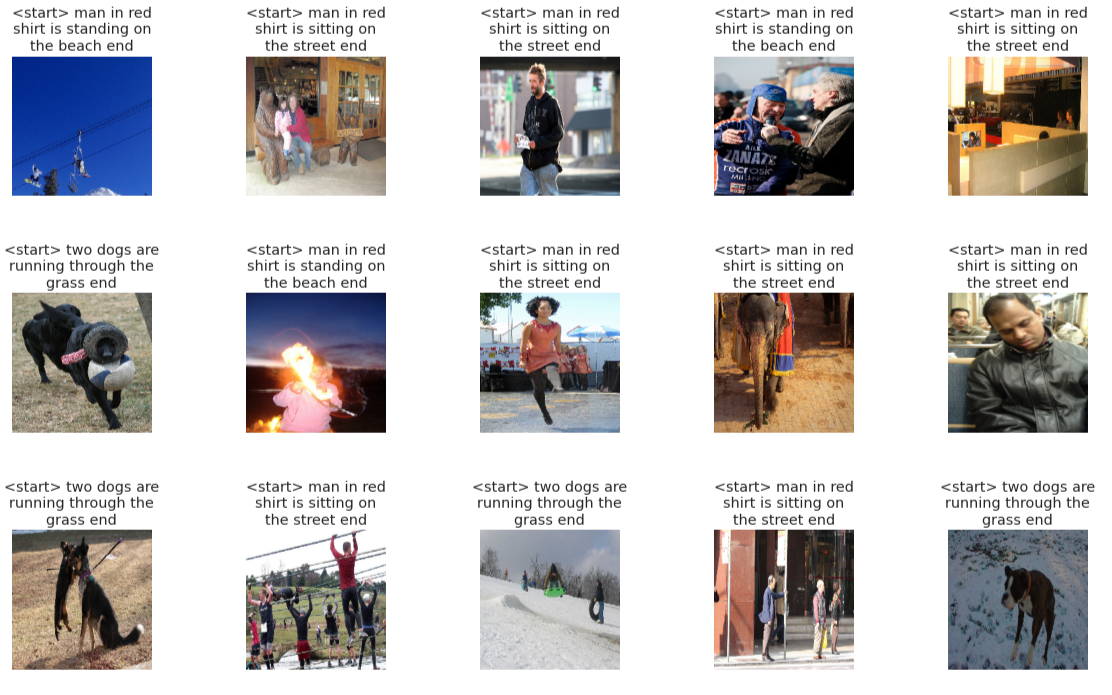 <start> man in red
shirt is standing on
the beach end
<start> man in red
shirt is sitting on
the street end
<start> man in red
shirt is sitting on
the street end
<start> man in red
shirt is standing on
the beach end
<start> man in red
shirt is sitting on
the street end
ZANATE
<start> two dogs are
running through the
grass end
<start> man in red
shirt is standing on
the beach end
<start> man in red
shirt is sitting on
the street end
<start> man in red
shirt is sitting on
the street end
<start> man in red
shirt is sitting on
the street end
<start> two dogs are
running through the
grass end
<start> man in red
shirt is sitting on
the street end
<start> two dogs are
running through the
grass end
<start> man in red
shirt is sitting on
the street end
<start> two dogs are
running through the
grass end